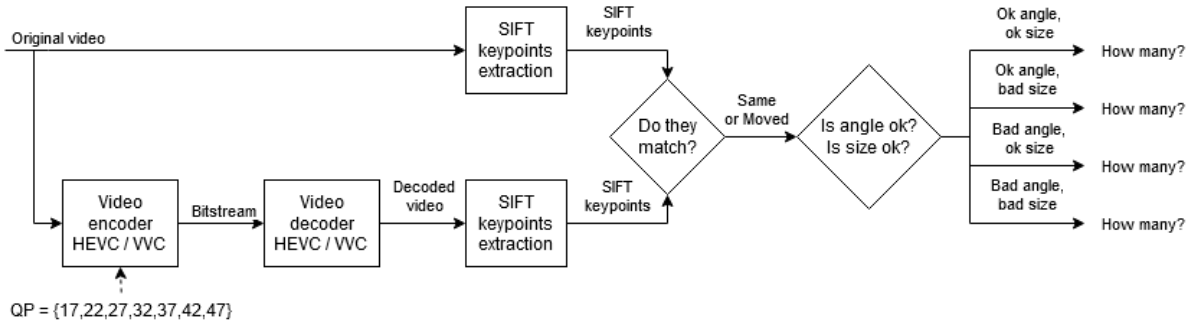 Original video
SIFT
keypoints
extraction
SIFT
keypoints
Do they
match?
Same
or Moved
Is angle ok?
Is size ok?
Ok angle,
ok size
How many?
Ok angle,
bad size
How many?
Bad angle,
ok size
How many?
Bad angle,
bad size
How many?
Video
encoder
HEVC / VVC
Bitstream
Video
decoder
HEVC / VVC
Decoded
video
SIFT
keypoints
extraction
SIFT
keypoints
QP = {17,22,27,32,37,42,47}